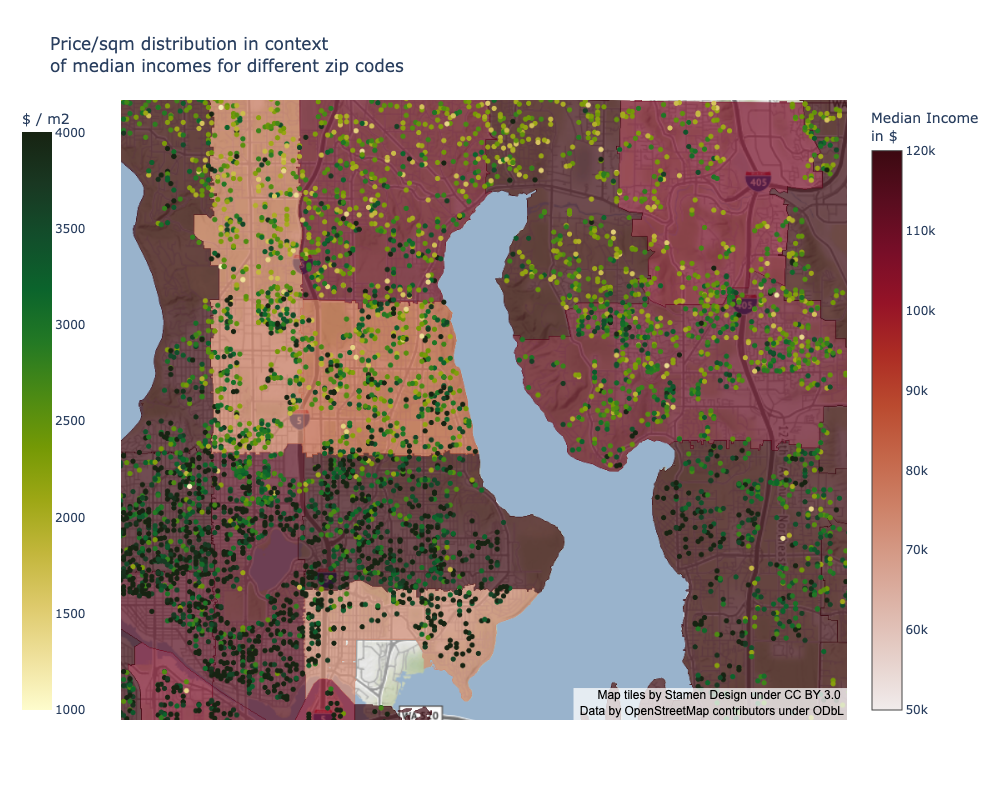 Price/sqm distribution in context
of median incomes for different zip codes
$ / m2
4000
3500
3000
2500
2000
1500
1000
Median Income
in $
120k
110k
100k
90k
80k
70k
60k
50k
405
5
Map tiles by Stamen Design under CC BY 3.0
Data by OpenStreetMap contributors under ODbL